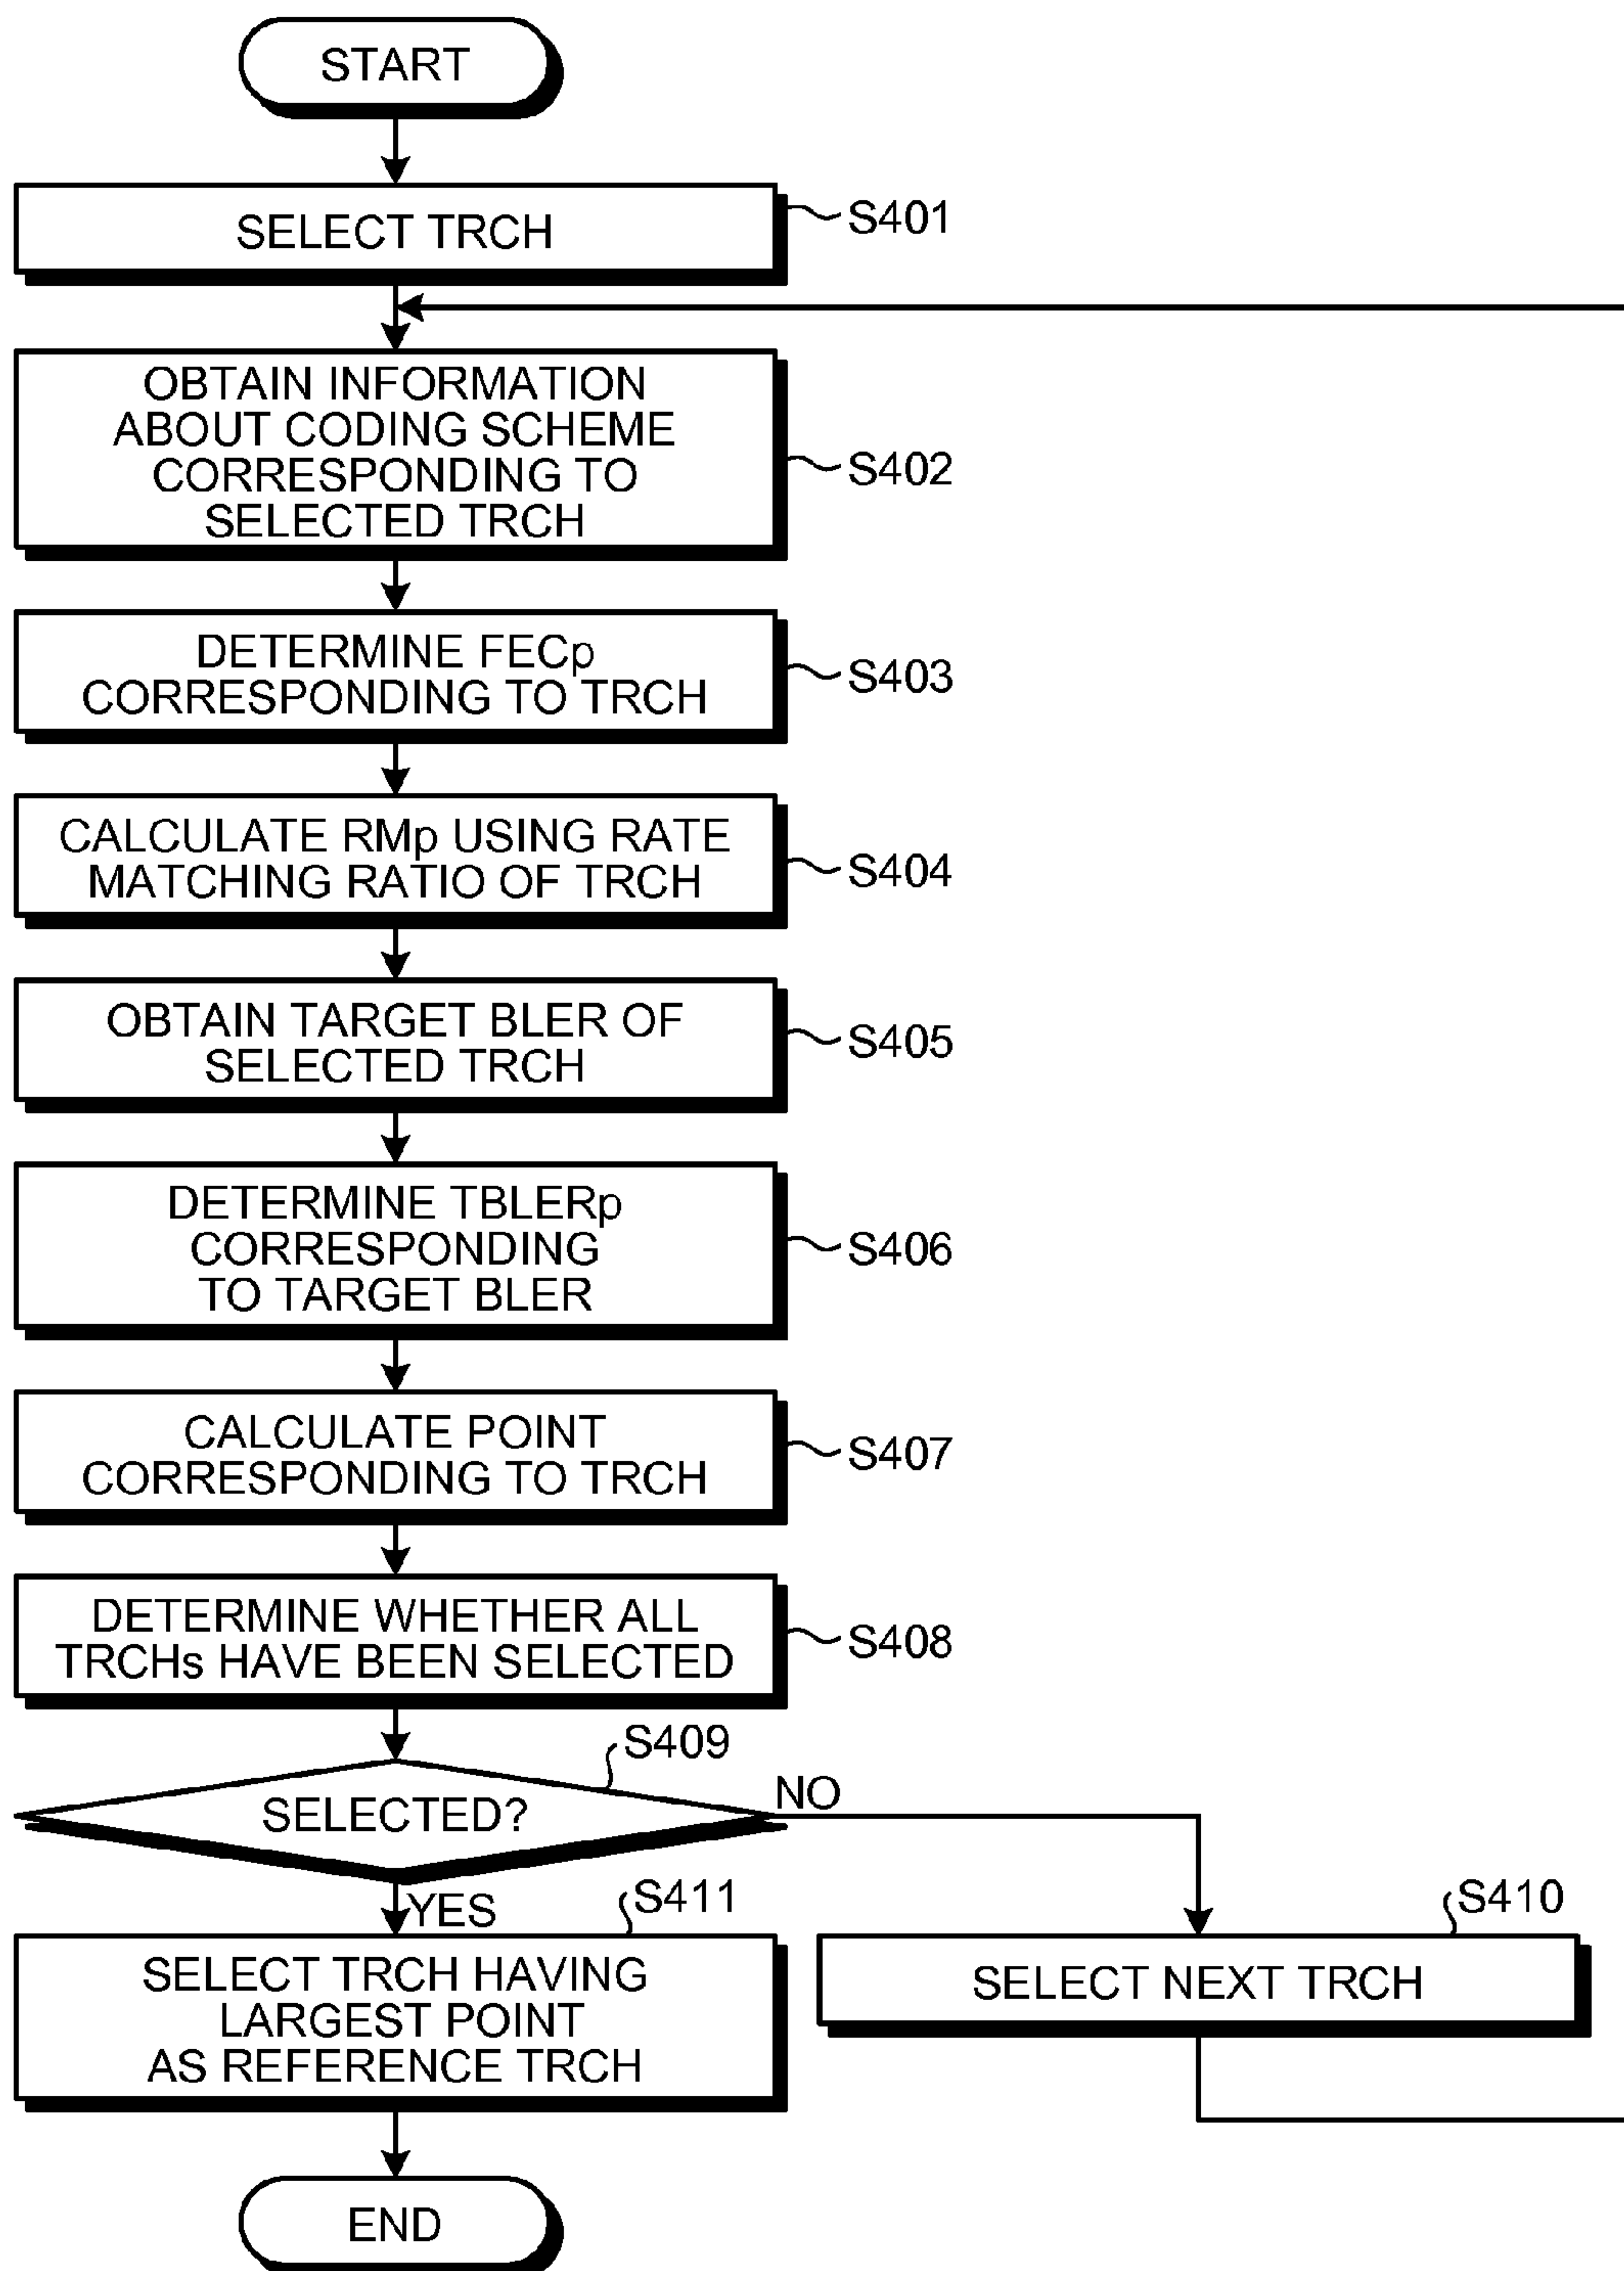 START
SELECT TRCH
S401
OBTAIN INFORMATION
ABOUT CODING SCHEME
CORRESPONDING TO
SELECTED TRCH
S402
DETERMINE FECp
CORRESPONDING TO TRCH
S403
CALCULATE RMp USING RATE
MATCHING RATIO OF TRCH
S404
OBTAIN TARGET BLER OF
SELECTED TRCH
S405
DETERMINE TBLERp
CORRESPONDING
TO TARGET BLER
S406
CALCULATE POINT
CORRESPONDING TO TRCH
S407
DETERMINE WHETHER ALL
TRCHs HAVE BEEN SELECTED
S408
S409
SELECTED?
NO
YES
S411
SELECT TRCH HAVING
LARGEST POINT
AS REFERENCE TRCH
S410
SELECT NEXT TRCH
END